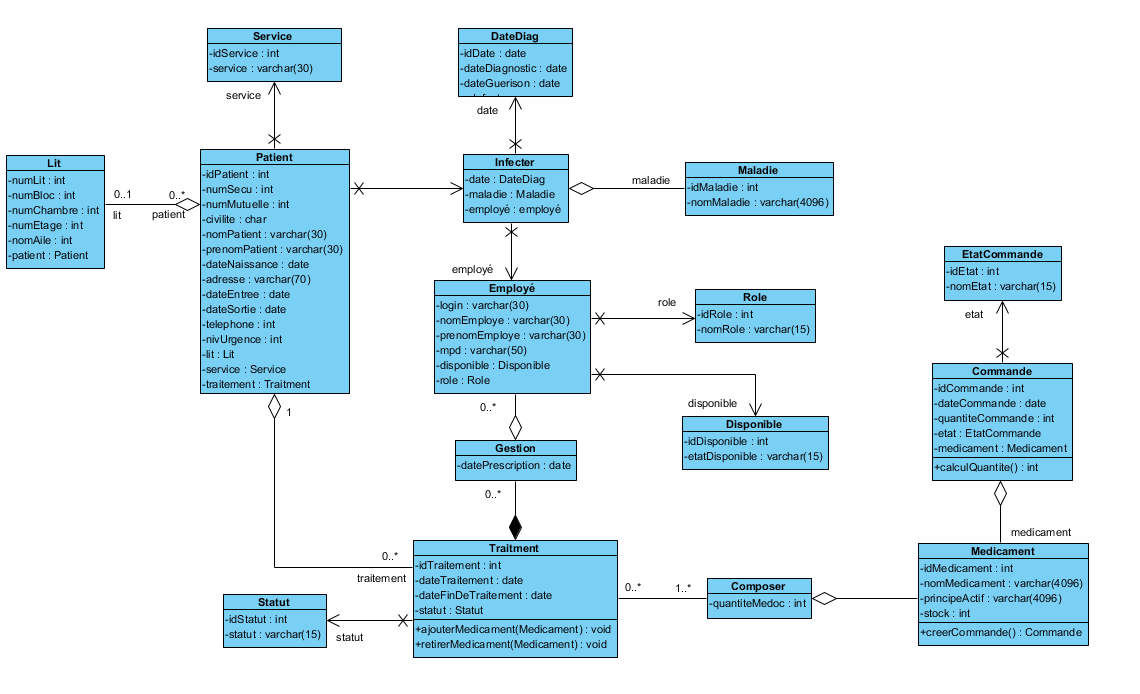 Service
-idService : int
-service : varchar(30)
service
DateDiag
-idDate : date
-dateDiagnostic : date
-dateGuerison : date
date
Lit
-numLit : int
-numBloc : int
-numChambre : int
-numEtage : int
-nomAile : int
-patient : Patient
0..1
lit
0..*
patient
Patient
-idPatient : int
-numSecu : int
-numMutuelle : int
-civilite : char
-nomPatient : varchar(30)
-prenomPatient : varchar(30)
-dateNaissance : date
-adresse : varchar(70)
-dateEntree : date
-dateSortie : date
-telephone : int
-nivUrgence : int
-lit : Lit
-service : Service
-traitement : Traitment
1
Infecter
-date : DateDiag
-maladie : Maladie
-employé : employé
maladie
Maladie
-idMaladie : int
-nomMaladie : varchar(4096)
employé
Employé
-login : varchar(30)
-nomEmploye : varchar(30)
-prenomEmploye : varchar(30)
-mpd : varchar(50)
-disponible : Disponible
-role : Role
role
Role
-idRole : int
-nomRole : varchar(15)
disponible
Disponible
-idDisponible : int
-etatDisponible : varchar(15)
EtatCommande
-idEtat : int
-nomEtat : varchar(15)
etat
Commande
-idCommande : int
-dateCommande : date
-quantiteCommande : int
-etat : EtatCommande
-medicament : Medicament
+calculQuantite() : int
medicament
0..*
Gestion
-datePrescription : date
0..*
0..*
traitement
Traitment
-idTraitement : int
-dateTraitement : date
-dateFinDeTraitement : date
-statut : Statut
+ajouterMedicament(Medicament) : void
+retirerMedicament(Medicament) : void
Statut
-idStatut : int
-statut : varchar(15)
statut
0..*
1..*
Composer
-quantiteMedoc : int
Medicament
-idMedicament : int
-nomMedicament : varchar(4096)
-principeActif : varchar(4096)
-stock : int
+creerCommande() : Commande